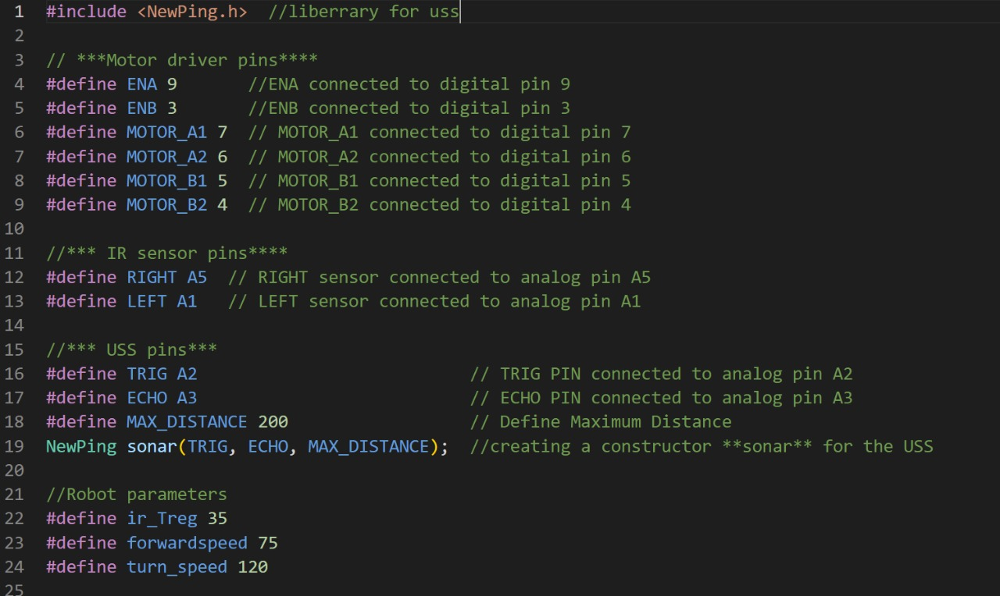 1 #include <NewPing.h>  //liberrary for uss
2
3 // ***Motor driver pins****
4 #define ENA 9       //ENA connected to digital pin 9
5 #define ENB 3       //ENB connected to digital pin 3
6 #define MOTOR_A1 7  // MOTOR_A1 connected to digital pin 7
7 #define MOTOR_A2 6  // MOTOR_A2 connected to digital pin 6
8 #define MOTOR_B1 5  // MOTOR_B1 connected to digital pin 5
9 #define MOTOR_B2 4  // MOTOR_B2 connected to digital pin 4
10
11 //*** IR sensor pins****
12 #define RIGHT A5  // RIGHT sensor connected to analog pin A5
13 #define LEFT A1   // LEFT sensor connected to analog pin A1
14
15 //*** USS pins***
16 #define TRIG A2                           // TRIG PIN connected to analog pin A2
17 #define ECHO A3                           // ECHO PIN connected to analog pin A3
18 #define MAX_DISTANCE 200                  // Define Maximum Distance
19 NewPing sonar(TRIG, ECHO, MAX_DISTANCE);  //creating a constructor **sonar** for the USS
20
21 //Robot parameters
22 #define ir_Treg 35
23 #define forwardspeed 75
24 #define turn_speed 120
25